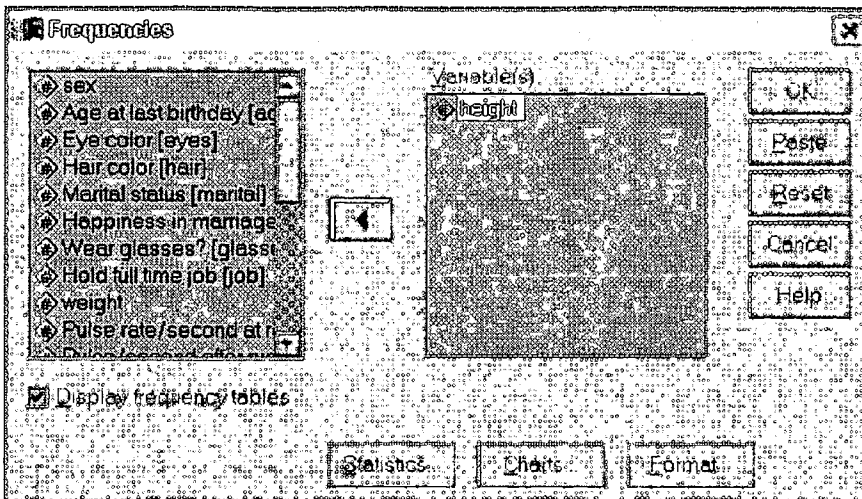 Frequencies
sex
Age at last birthday [ag
Eye color [eyes]
Hair color [hair]
Marital status [marital]
Happiness in marriage
Wear glasses? [glass
Hold full time job [job]
weight
Pulse rate/second at r
Variable(s)
height
OK
Paste
Reset
Cancel
Help
Display frequency tables
Statistics...
Charts...
Format...